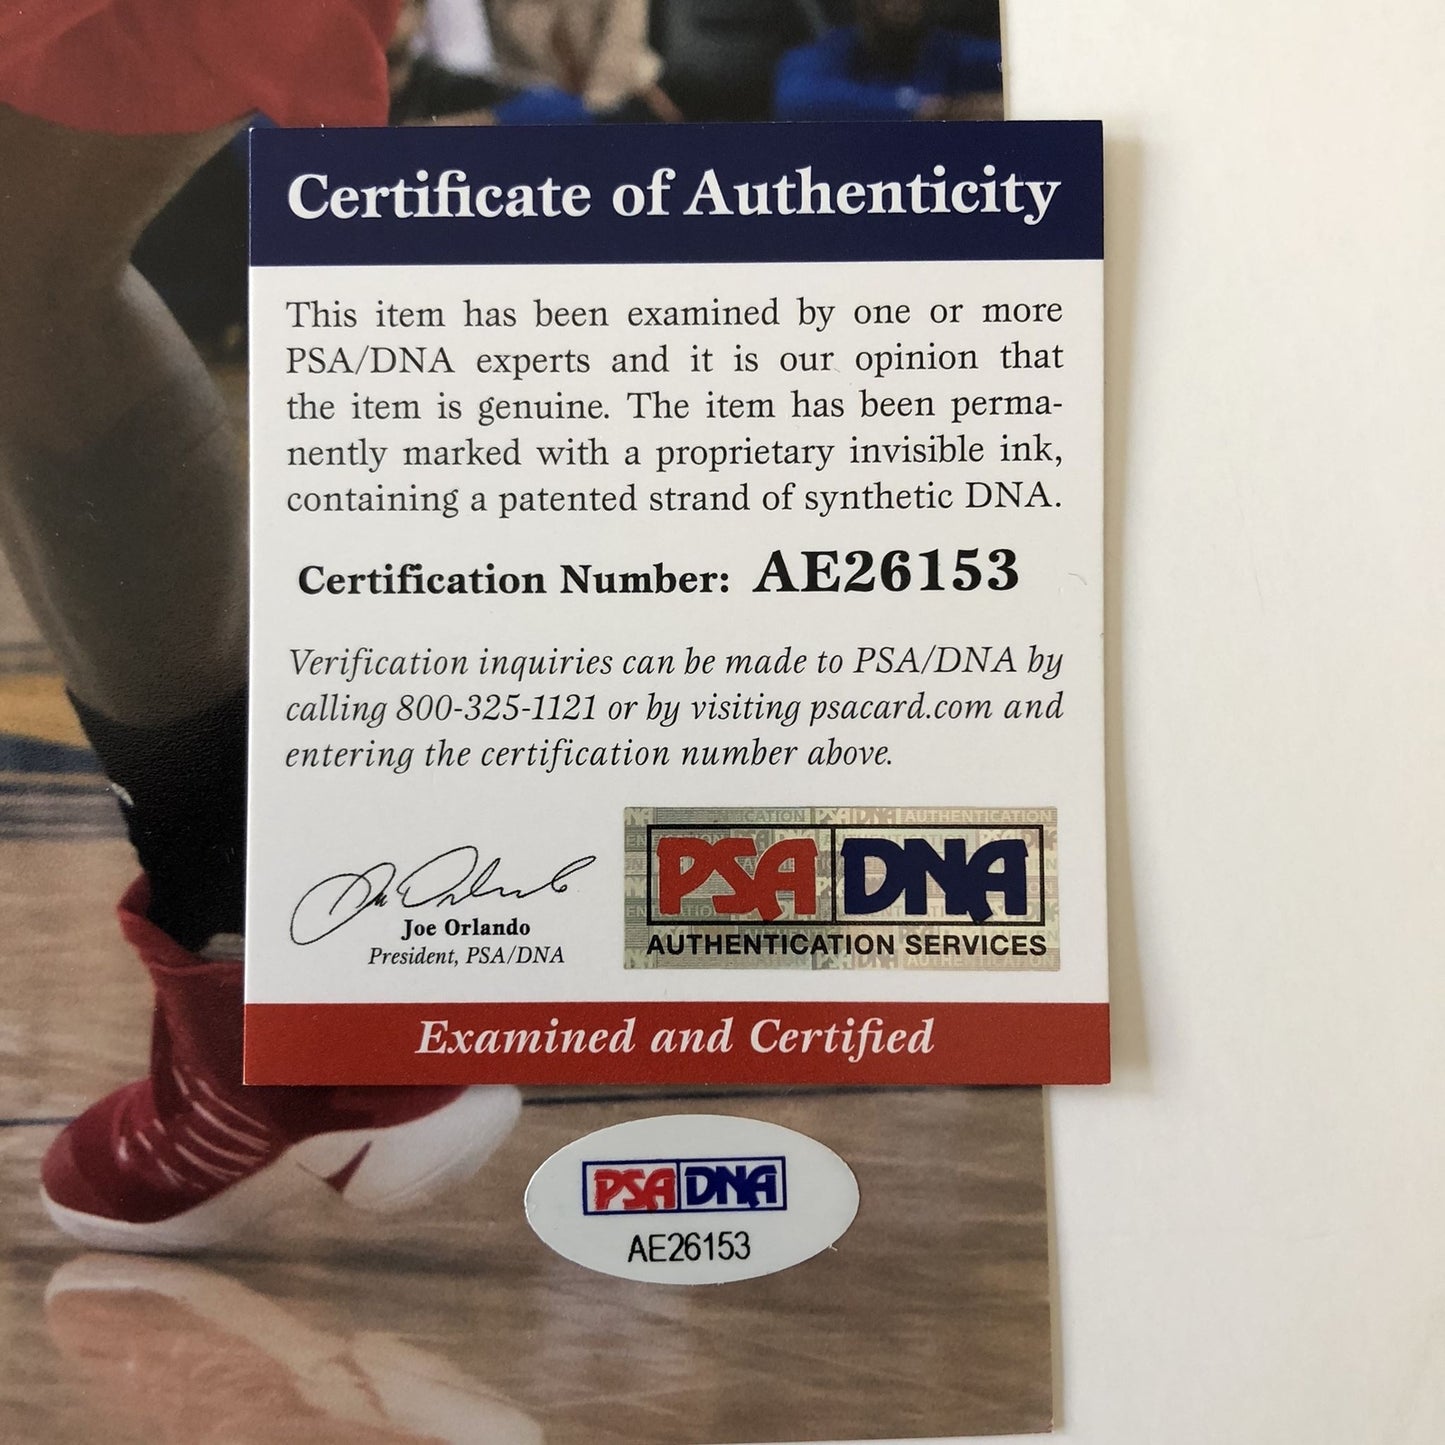 Certificate of Authenticity
This item has been examined by one or more
PSA/DNA experts and it is our opinion that
the item is genuine. The item has been perma-
nently marked with a proprietary invisible ink,
containing a patented strand of synthetic DNA.
Certification Number: AE26153
Verification inquiries can be made to PSA/DNA by
calling 800-325-1121 or by visiting psacard.com and
entering the certification number above.
Joe Orlando
President, PSA/DNA
PSA DNA
AUTHENTICATION SERVICES
Examined and Certified
PSA DNA
AE26153